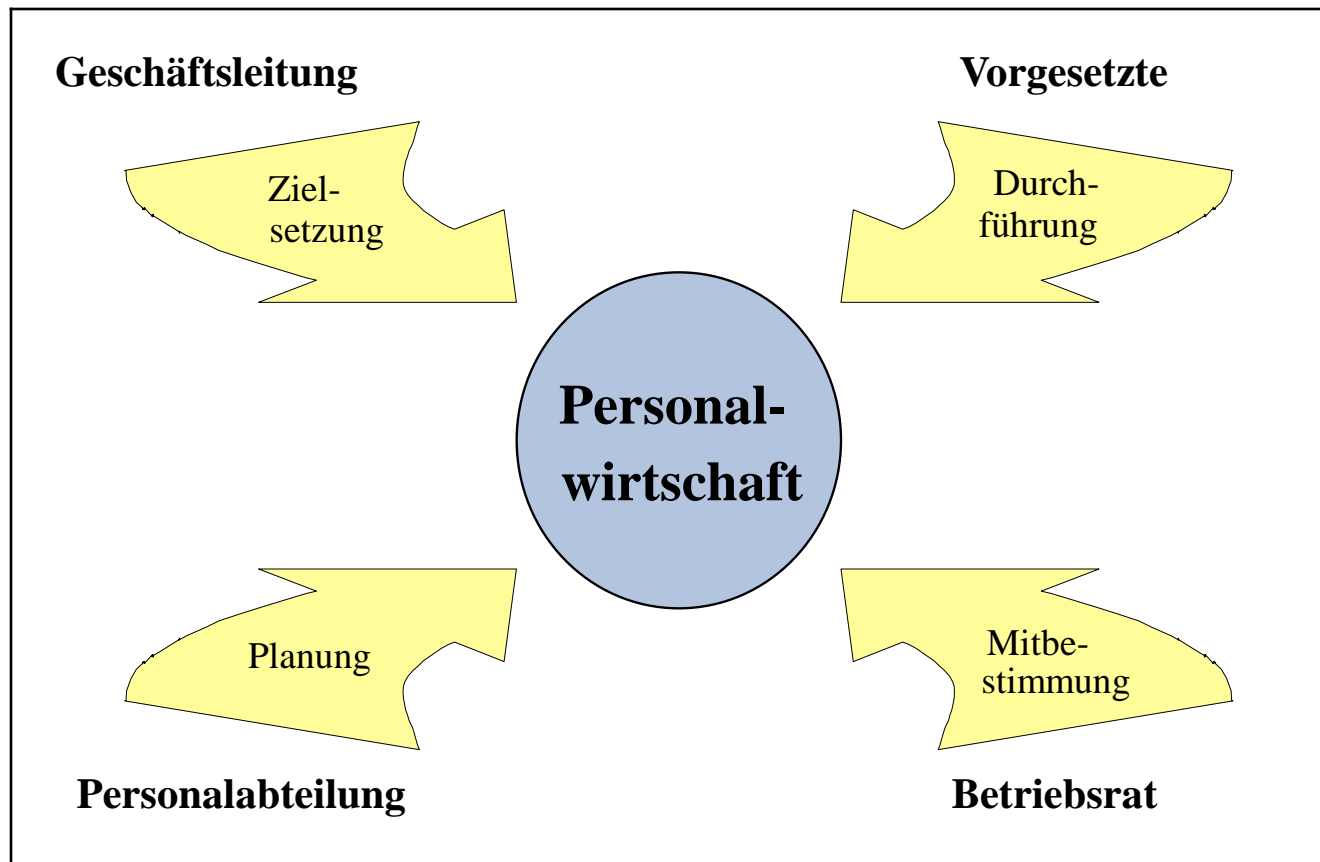 Geschäftsleitung
Vorgesetzte
Ziel-
setzung
Durch-
führung
Personal-
wirtschaft
Planung
Mitbe-
stimmung
Personalabteilung
Betriebsrat